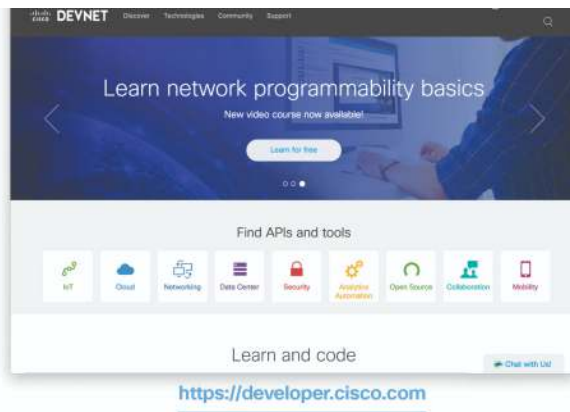 CISCO DEVNET Discover Technologies Community Support
Learn network programmability basics
New video course now available!
Learn for free
Find APIs and tools
IoT Cloud Networking Data Center Security Analytics Automation Open Source Collaboration Mobility
Learn and code
Chat with Us!
https://developer.cisco.com